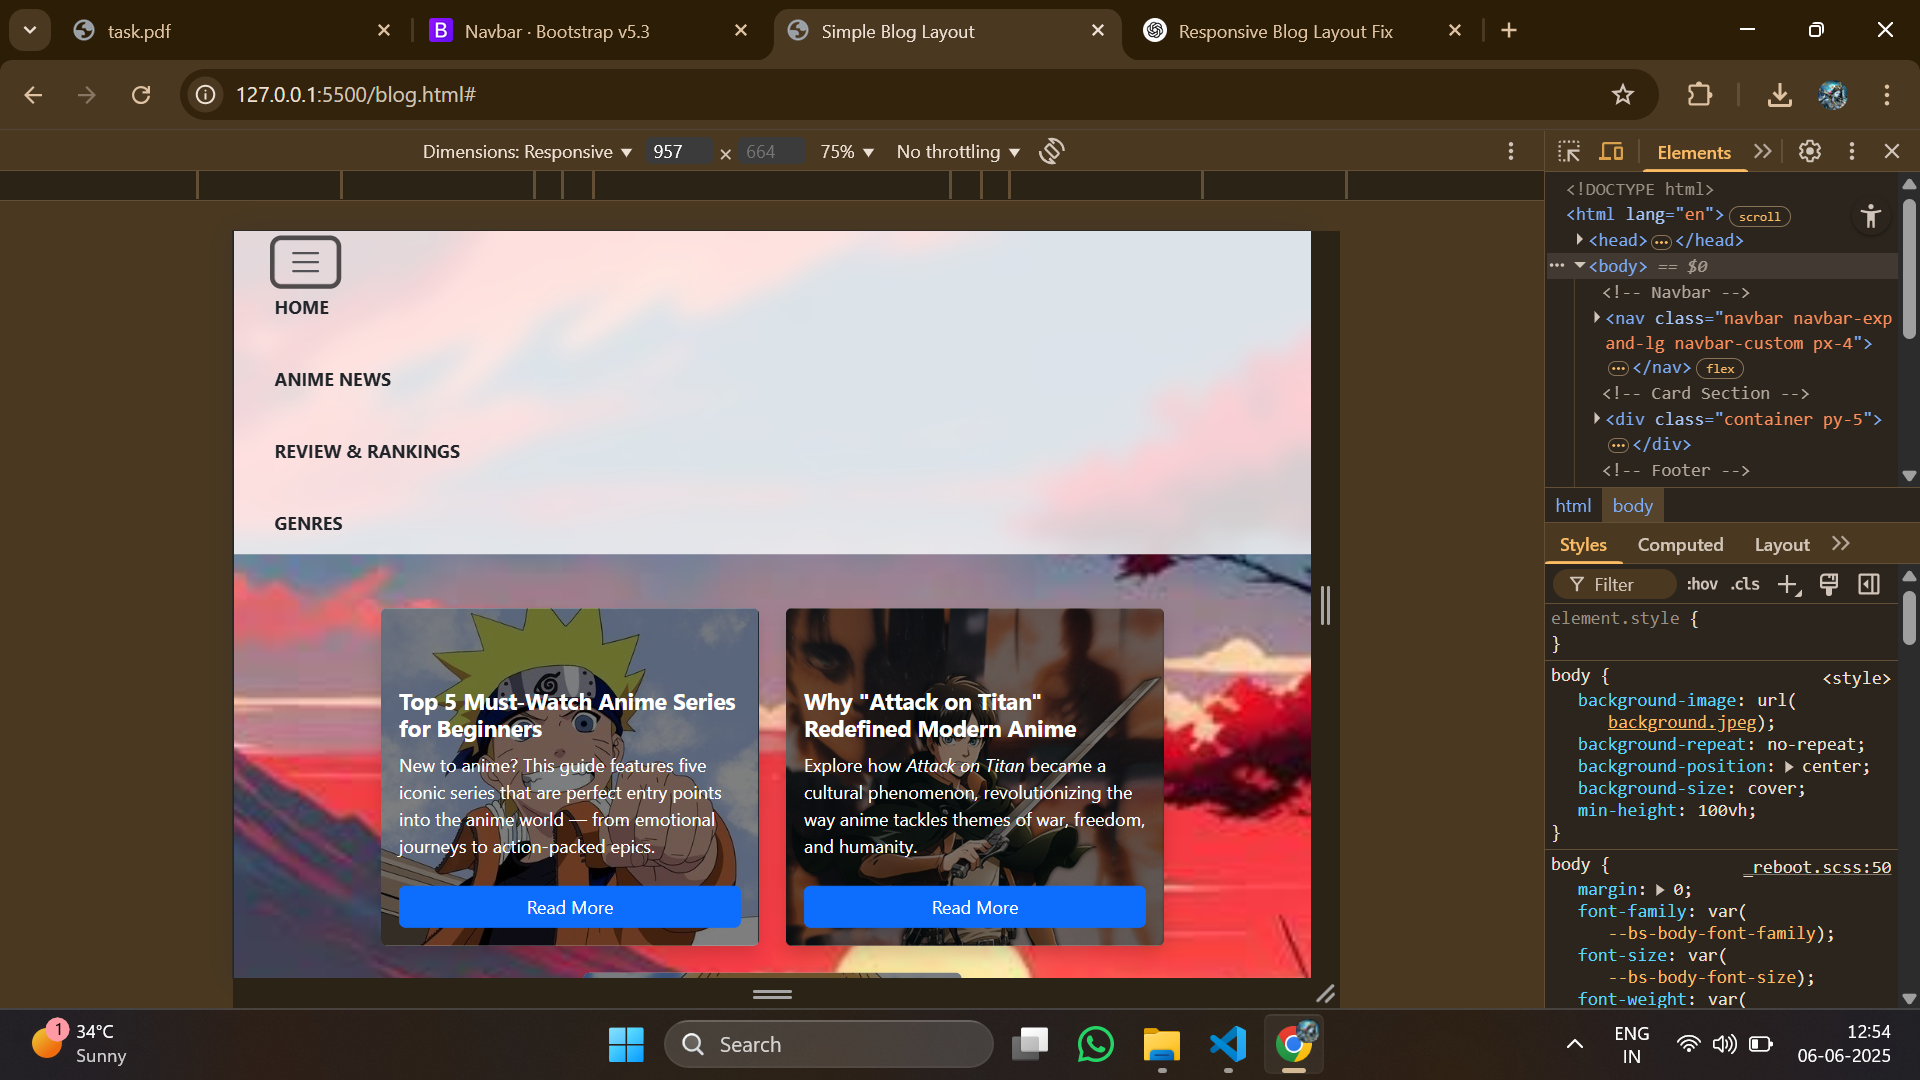 task.pdf
Navbar · Bootstrap v5.3
Simple Blog Layout
Responsive Blog Layout Fix
127.0.0.1:5500/blog.html#
Dimensions: Responsive 957 × 664 75% No throttling
Elements
HOME
ANIME NEWS
REVIEW & RANKINGS
GENRES
Top 5 Must-Watch Anime Series
for Beginners
New to anime? This guide features five
iconic series that are perfect entry points
into the anime world — from emotional
journeys to action-packed epics.
Read More
Why "Attack on Titan"
Redefined Modern Anime
Explore how Attack on Titan became a
cultural phenomenon, revolutionizing the
way anime tackles themes of war, freedom,
and humanity.
Read More
<!DOCTYPE html>
<html lang="en"> scroll
<head> ••• </head>
••• <body> == $0
<!-- Navbar -->
<nav class="navbar navbar-exp
and-lg navbar-custom px-4">
••• </nav> flex
<!-- Card Section -->
<div class="container py-5">
••• </div>
<!-- Footer -->
html body
Styles Computed Layout
Filter :hov .cls
element.style {
}
body { <style>
background-image: url(
background.jpeg);
background-repeat: no-repeat;
background-position: center;
background-size: cover;
min-height: 100vh;
}
body { _reboot.scss:50
margin: 0;
font-family: var(
--bs-body-font-family);
font-size: var(
--bs-body-font-size);
font-weight: var(
1
34°C
Sunny
Search
ENG
IN
12:54
06-06-2025